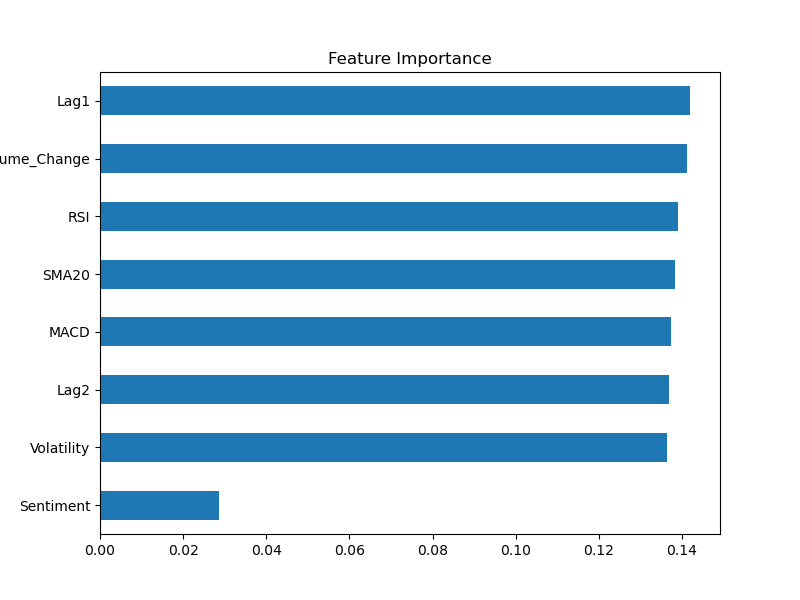 Feature Importance
Lag1
ume_Change
RSI
SMA20
MACD
Lag2
Volatility
Sentiment
0.00 0.02 0.04 0.06 0.08 0.10 0.12 0.14